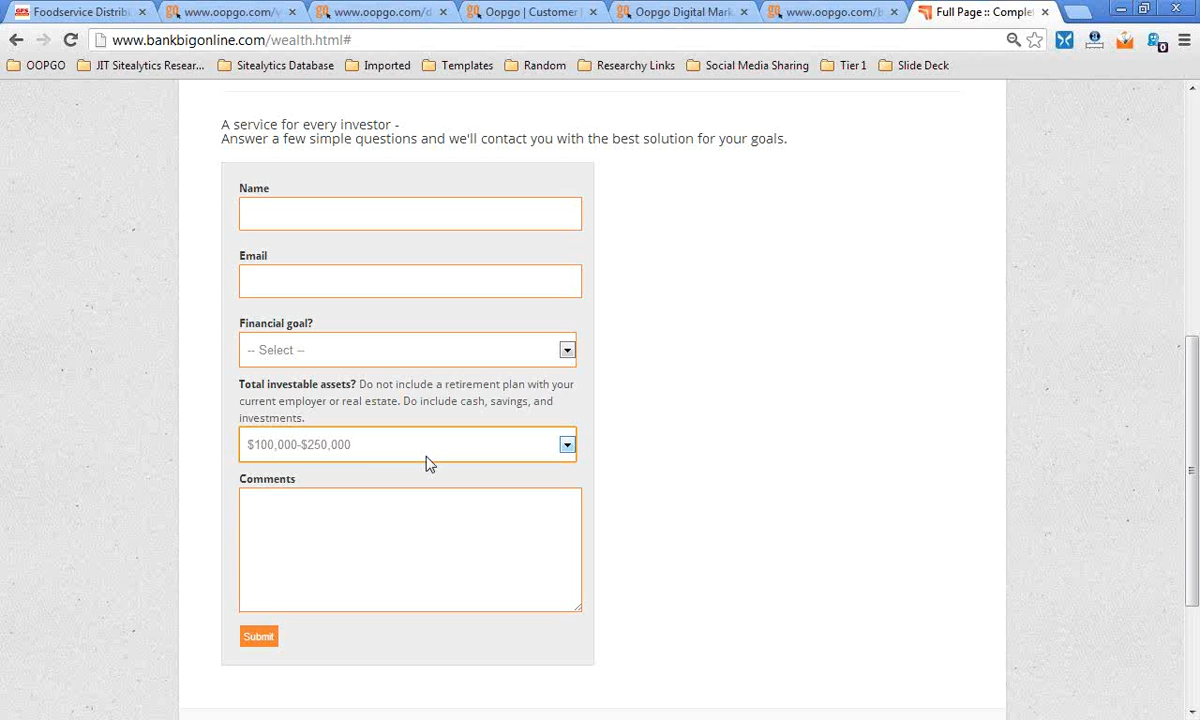 Foodservice Distrib
www.oopgo.com/v
www.oopgo.com/d
Oopgo | Customer
Oopgo Digital Mark
www.oopgo.com/b
Full Page :: Comple
www.bankbigonline.com/wealth.html#
0
OOPGO
JIT Sitealytics Resear...
Sitealytics Database
Imported
Templates
Random
Researchy Links
Social Media Sharing
Tier 1
Slide Deck
A service for every investor -
Answer a few simple questions and we'll contact you with the best solution for your goals.
Name
Email
Financial goal?
-- Select --
Total investable assets? Do not include a retirement plan with your
current employer or real estate. Do include cash, savings, and
investments.
$100,000-$250,000
Comments
Submit